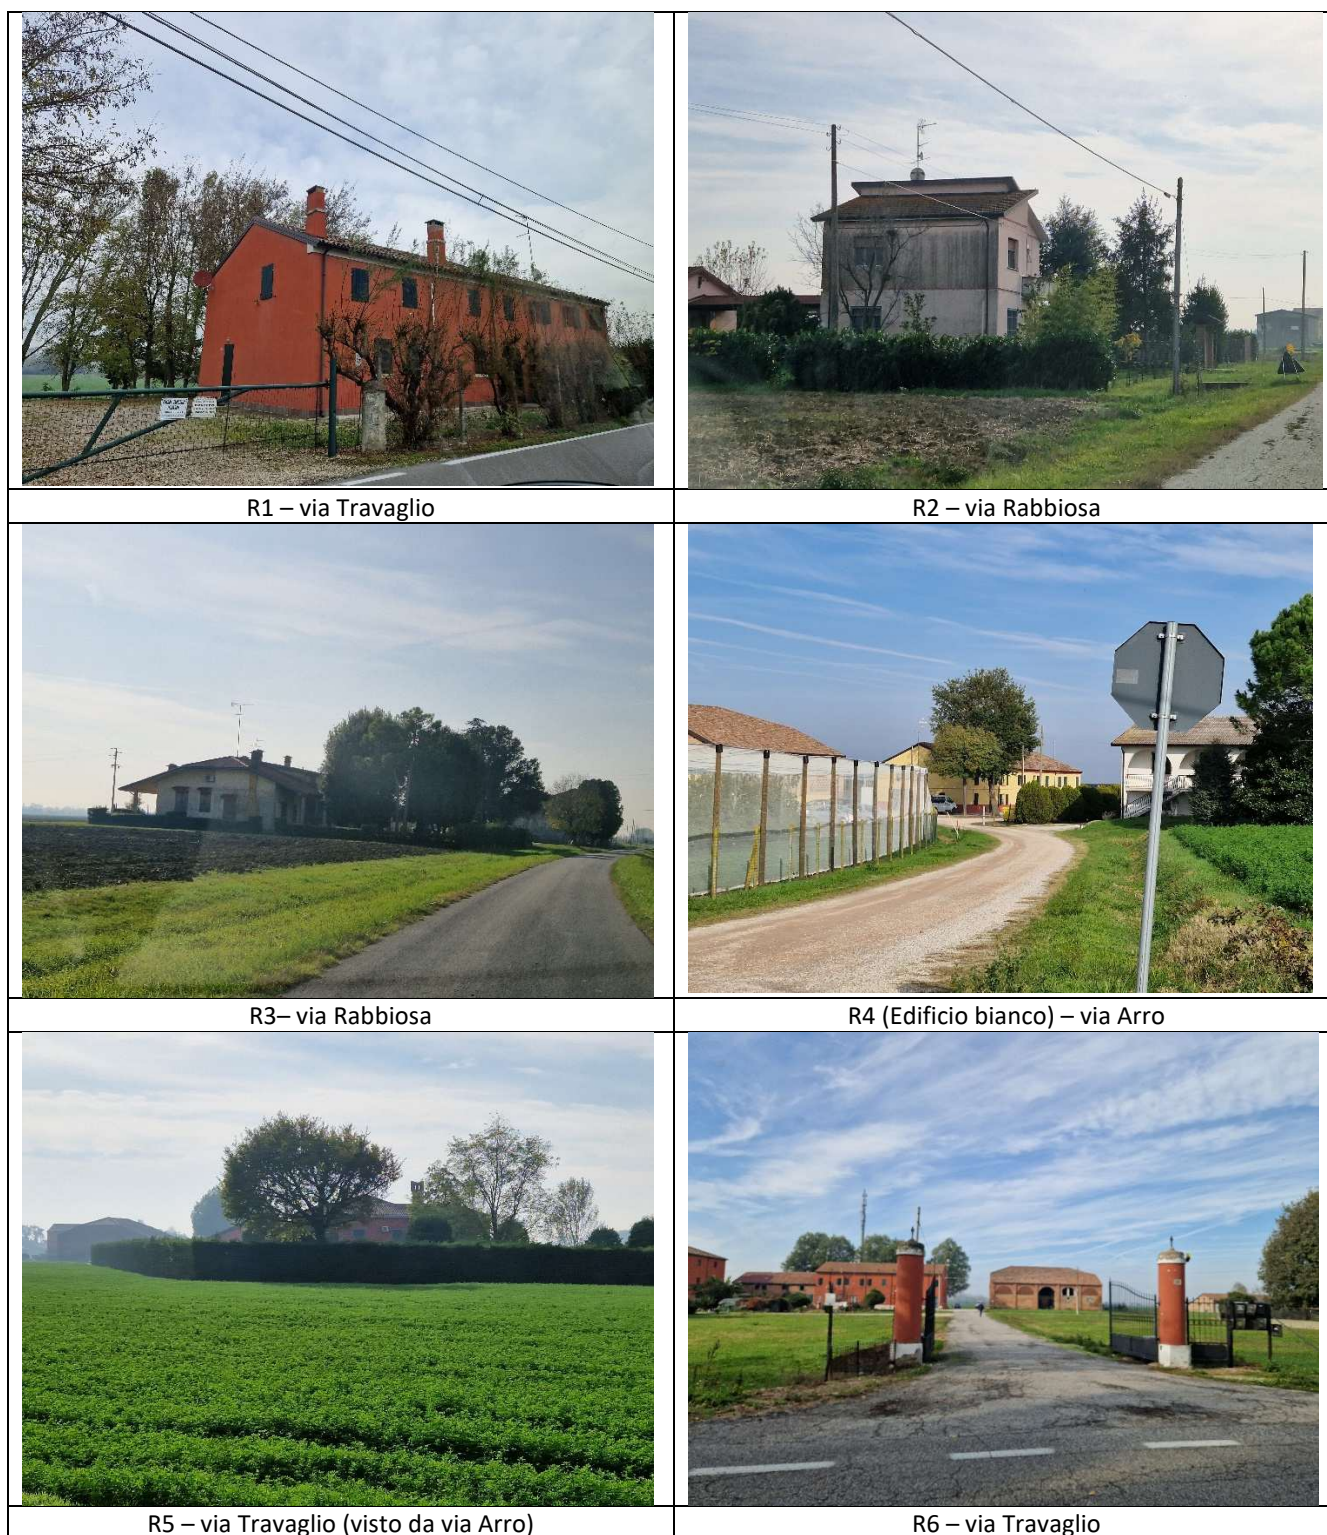 R1 – via Travaglio
R2 – via Rabbiosa
R3– via Rabbiosa
R4 (Edificio bianco) – via Arro
R5 – via Travaglio (visto da via Arro)
R6 – via Travaglio